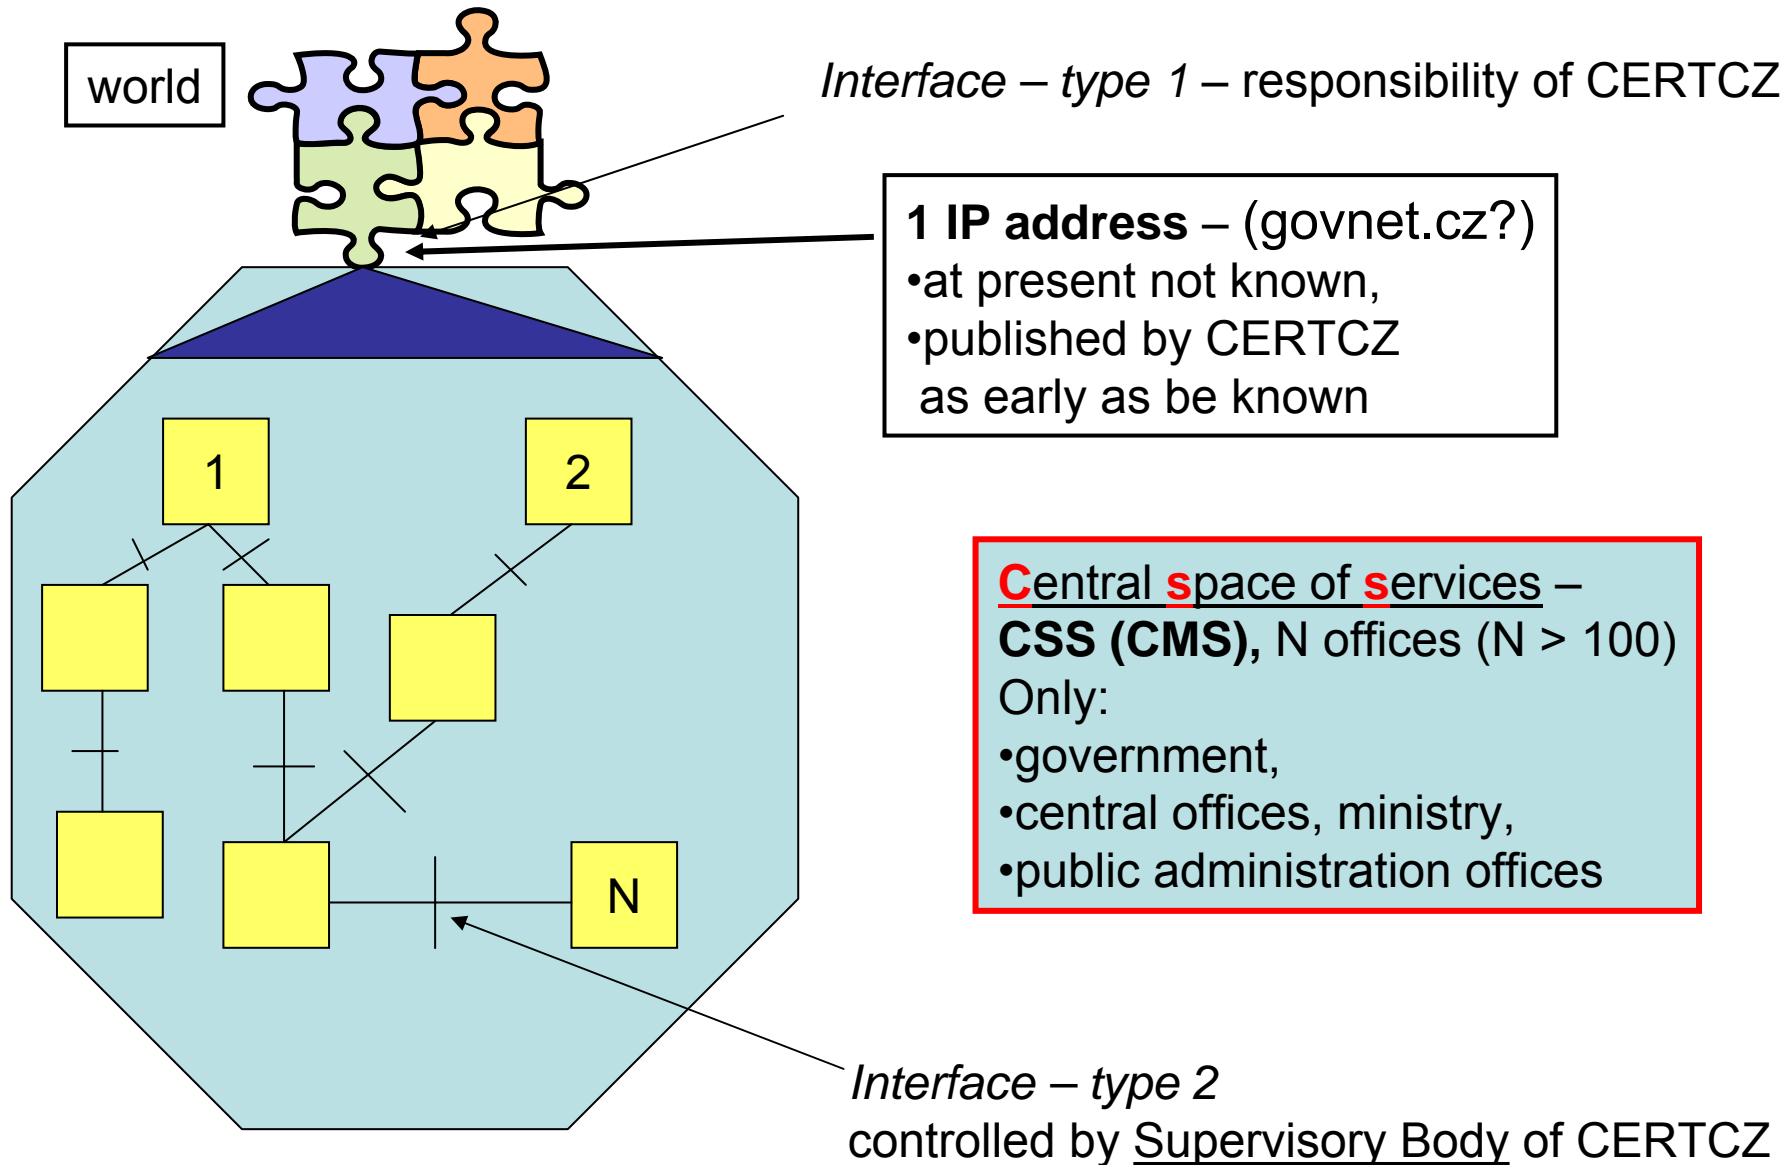 world
Interface – type 1 – responsibility of CERTCZ
1 IP address – (govnet.cz?)
•at present not known,
•published by CERTCZ
as early as be known
1
2
Central space of services –
CSS (CMS), N offices (N > 100)
Only:
•government,
•central offices, ministry,
•public administration offices
N
Interface – type 2
controlled by Supervisory Body of CERTCZ